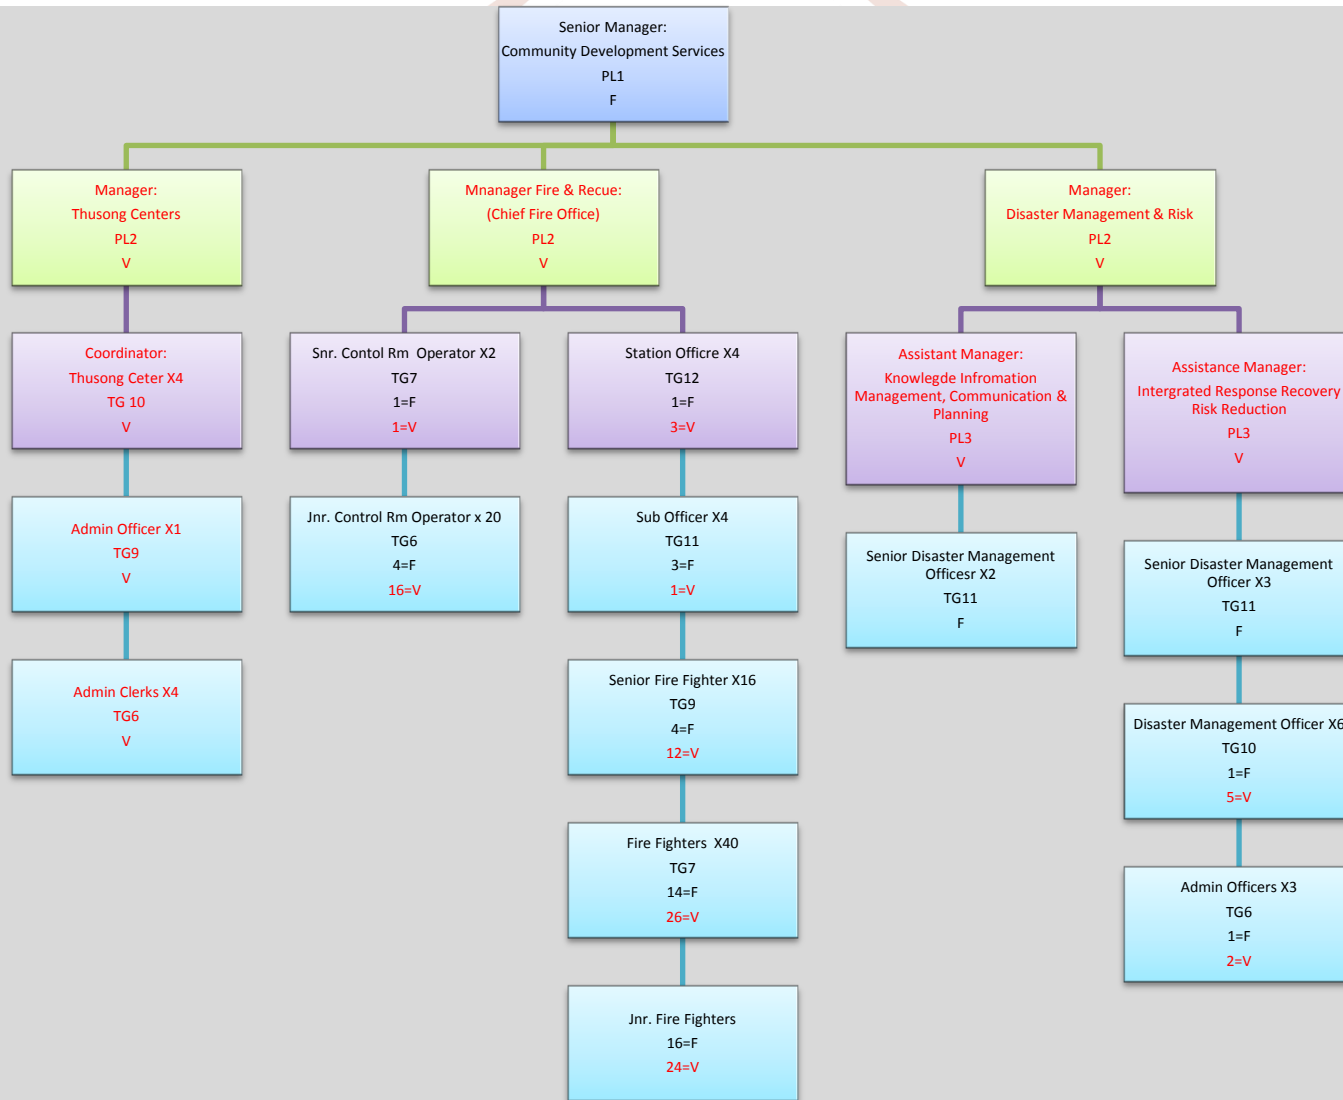 Senior Manager:
Community Development Services
PL1
F
Manager:
Thusong Centers
PL2
V
Mnanager Fire & Recue:
(Chief Fire Office)
PL2
V
Manager:
Disaster Management & Risk
PL2
V
Coordinator:
Thusong Ceter X4
TG 10
V
Snr. Contol Rm  Operator X2
TG7
1=F
1=V
Station Officre X4
TG12
1=F
3=V
Assistant Manager:
Knowlegde Infromation
Management, Communication &
Planning
PL3
V
Assistance Manager:
Intergrated Response Recovery
Risk Reduction
PL3
V
Admin Officer X1
TG9
V
Jnr. Control Rm Operator x 20
TG6
4=F
16=V
Sub Officer X4
TG11
3=F
1=V
Senior Disaster Management
Officesr X2
TG11
F
Senior Disaster Management
Officer X3
TG11
F
Admin Clerks X4
TG6
V
Senior Fire Fighter X16
TG9
4=F
12=V
Disaster Management Officer X6
TG10
1=F
5=V
Fire Fighters  X40
TG7
14=F
26=V
Admin Officers X3
TG6
1=F
2=V
Jnr. Fire Fighters
16=F
24=V